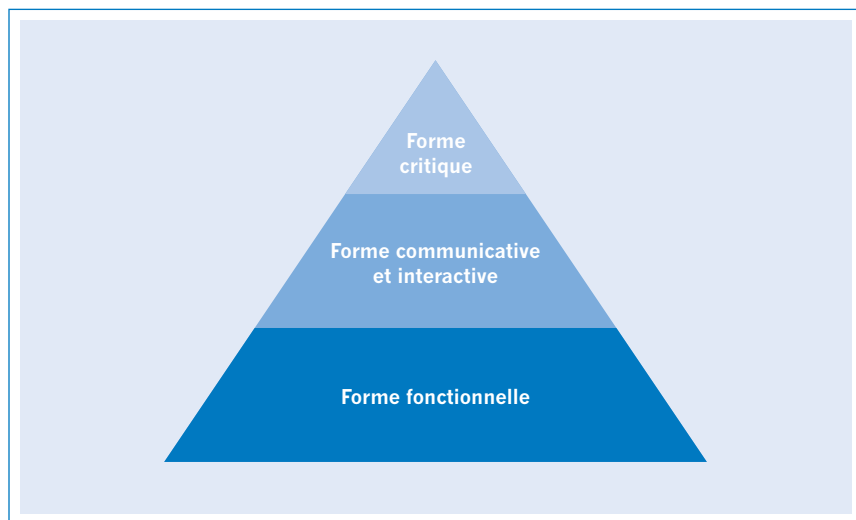 Forme
critique
Forme communicative
et interactive
Forme fonctionnelle